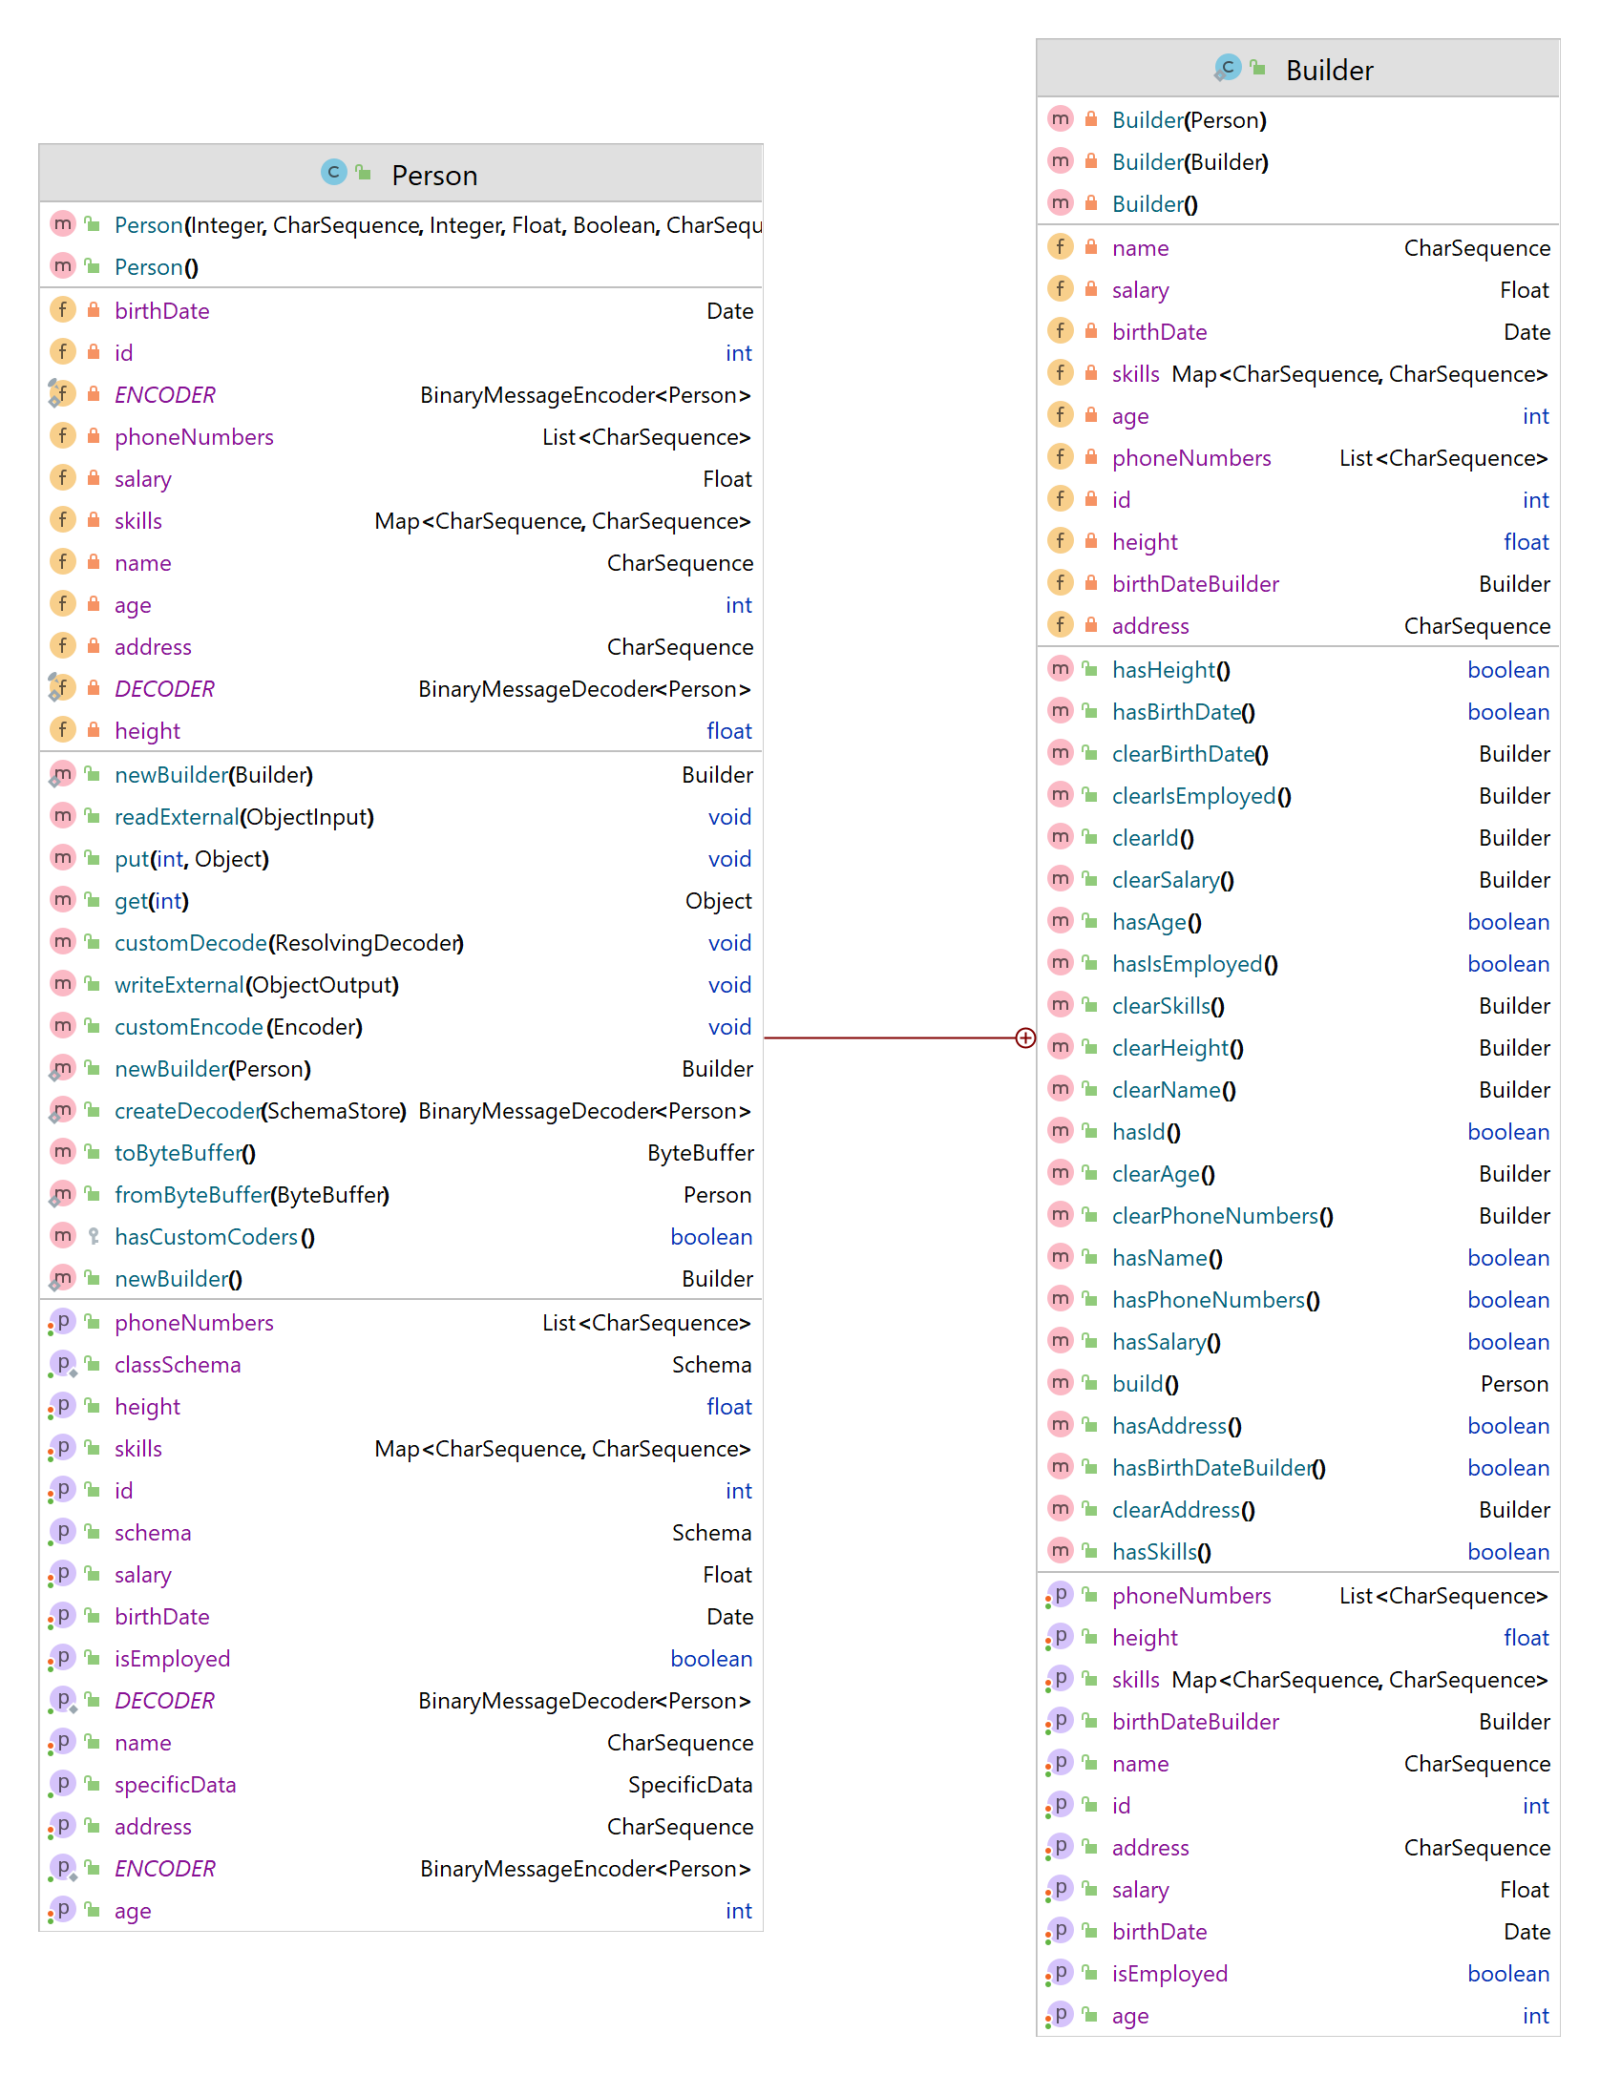 Person
Person(Integer, CharSequence, Integer, Float, Boolean, CharSequ
Person()
birthDate Date
id int
ENCODER BinaryMessageEncoder<Person>
phoneNumbers List<CharSequence>
salary Float
skills Map<CharSequence, CharSequence>
name CharSequence
age int
address CharSequence
DECODER BinaryMessageDecoder<Person>
height float
newBuilder(Builder) Builder
readExternal(ObjectInput) void
put(int, Object) void
get(int) Object
customDecode(ResolvingDecoder) void
writeExternal(ObjectOutput) void
customEncode(Encoder) void
newBuilder(Person) Builder
createDecoder(SchemaStore) BinaryMessageDecoder<Person>
toByteBuffer() ByteBuffer
fromByteBuffer(ByteBuffer) Person
hasCustomCoders() boolean
newBuilder() Builder
phoneNumbers List<CharSequence>
classSchema Schema
height float
skills Map<CharSequence, CharSequence>
id int
schema Schema
salary Float
birthDate Date
isEmployed boolean
DECODER BinaryMessageDecoder<Person>
name CharSequence
specificData SpecificData
address CharSequence
ENCODER BinaryMessageEncoder<Person>
age int
Builder
Builder(Person)
Builder(Builder)
Builder()
name CharSequence
salary Float
birthDate Date
skills Map<CharSequence, CharSequence>
age int
phoneNumbers List<CharSequence>
id int
height float
birthDateBuilder Builder
address CharSequence
hasHeight() boolean
hasBirthDate() boolean
clearBirthDate() Builder
clearIsEmployed() Builder
clearId() Builder
clearSalary() Builder
hasAge() boolean
hasIsEmployed() boolean
clearSkills() Builder
clearHeight() Builder
clearName() Builder
hasId() boolean
clearAge() Builder
clearPhoneNumbers() Builder
hasName() boolean
hasPhoneNumbers() boolean
hasSalary() boolean
build() Person
hasAddress() boolean
hasBirthDateBuilder() boolean
clearAddress() Builder
hasSkills() boolean
phoneNumbers List<CharSequence>
height float
skills Map<CharSequence, CharSequence>
birthDateBuilder Builder
name CharSequence
id int
address CharSequence
salary Float
birthDate Date
isEmployed boolean
age int